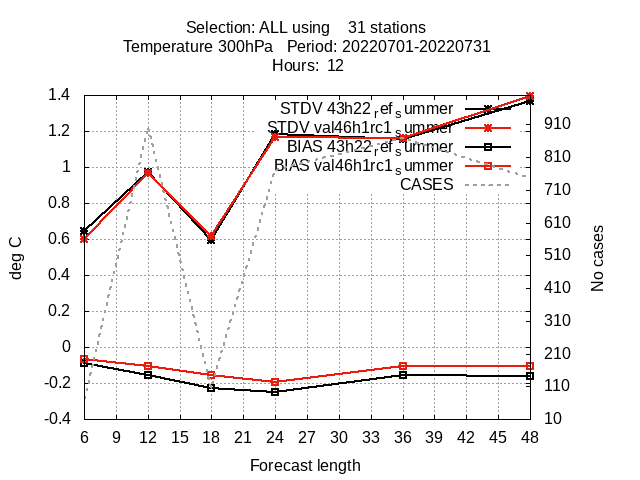 Selection: ALL using    31 stations
Temperature 300hPa   Period: 20220701-20220731
Hours:  12
STDV 43h22_ref_summer
STDV val46h1rc1_summer
BIAS 43h22_ref_summer
BIAS val46h1rc1_summer
CASES
1.4
1.2
1
0.8
0.6
0.4
0.2
0
-0.2
-0.4
deg C
910
810
710
610
510
410
310
210
110
10
No cases
6 9 12 15 18 21 24 27 30 33 36 39 42 45 48
Forecast length